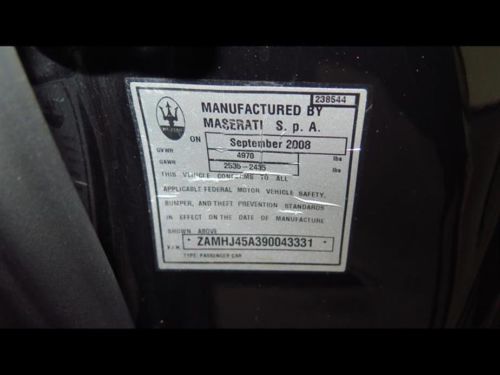 238544
MANUFACTURED BY
MASERATI S. p. A.
ON September 2008
GVWR 4970 lbs
GAWR 2535-2435 lbs
THIS VEHICLE CONFORMS TO ALL
APPLICABLE FEDERAL MOTOR VEHICLE SAFETY,
BUMPER, AND THEFT PREVENTION STANDARDS
IN EFFECT ON THE DATE OF MANUFACTURE
SHOWN ABOVE
V.I.N. * ZAMHJ45A390043331 *
TYPE: PASSENGER CAR